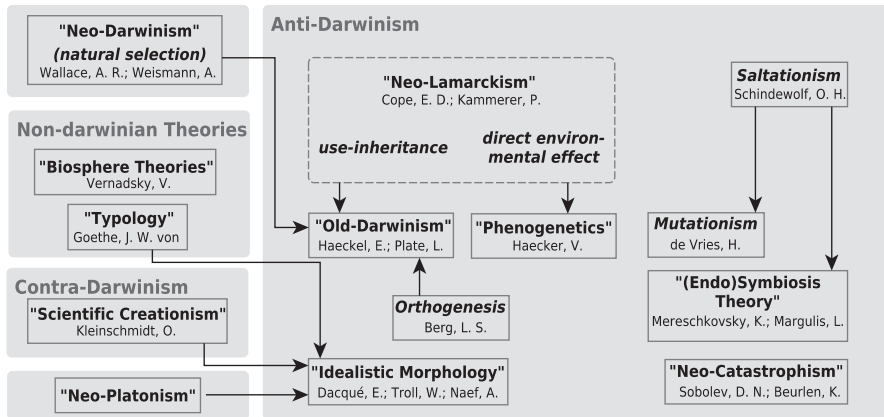 "Neo-Darwinism"
(natural selection)
Wallace, A. R.; Weismann, A.
Non-darwinian Theories
"Biosphere Theories"
Vernadsky, V.
"Typology"
Goethe, J. W. von
Contra-Darwinism
"Scientific Creationism"
Kleinschmidt, O.
"Neo-Platonism"
Anti-Darwinism
"Neo-Lamarckism"
Cope, E. D.; Kammerer, P.
use-inheritance
direct environ-
mental effect
Saltationism
Schindewolf, O. H.
"Old-Darwinism"
Haeckel, E.; Plate, L.
"Phenogenetics"
Haecker, V.
Mutationism
de Vries, H.
Orthogenesis
Berg, L. S.
"(Endo)Symbiosis
Theory"
Mereschkovsky, K.; Margulis, L.
"Idealistic Morphology"
Dacqué, E.; Troll, W.; Naef, A.
"Neo-Catastrophism"
Sobolev, D. N.; Beurlen, K.